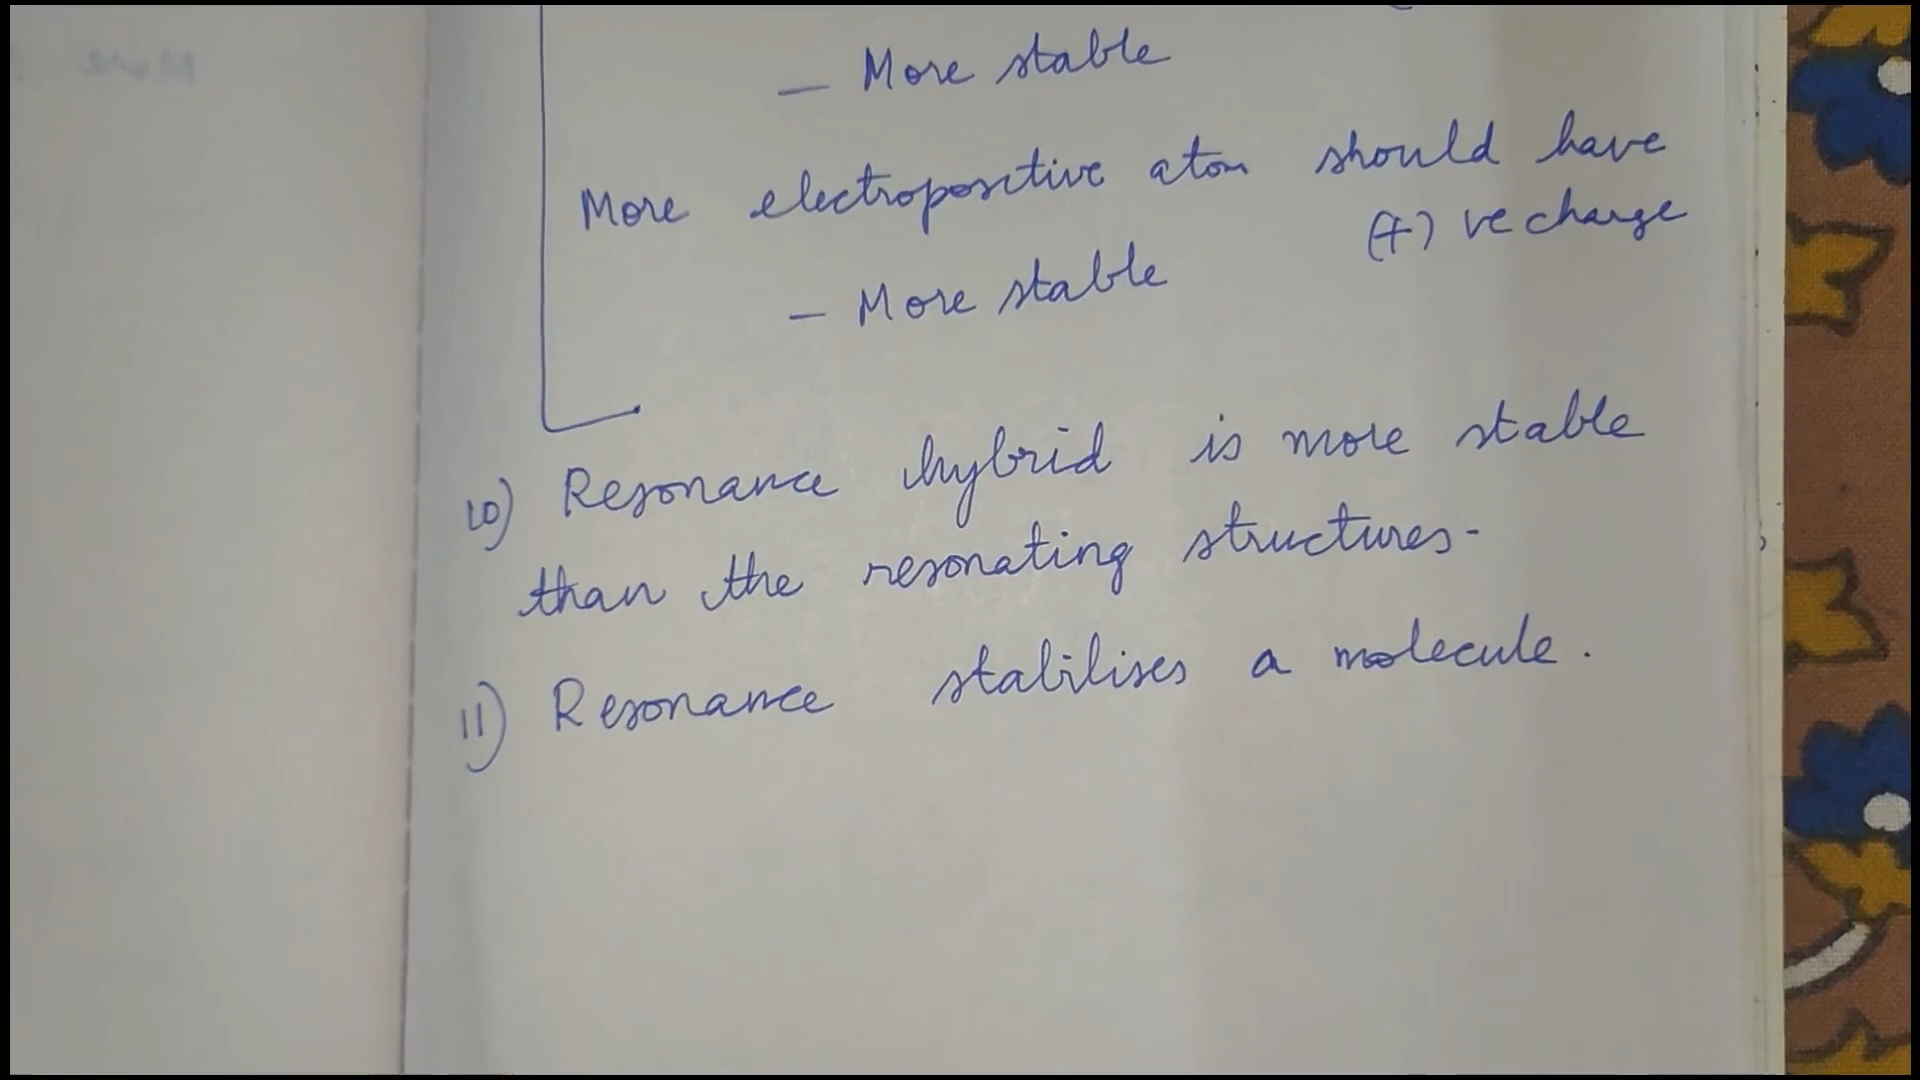 – More stable
More electropositive atom should have
(+) ve charge
– More stable
10) Resonance hybrid is more stable
than the resonating structures-
11) Resonance stabilises a molecule.